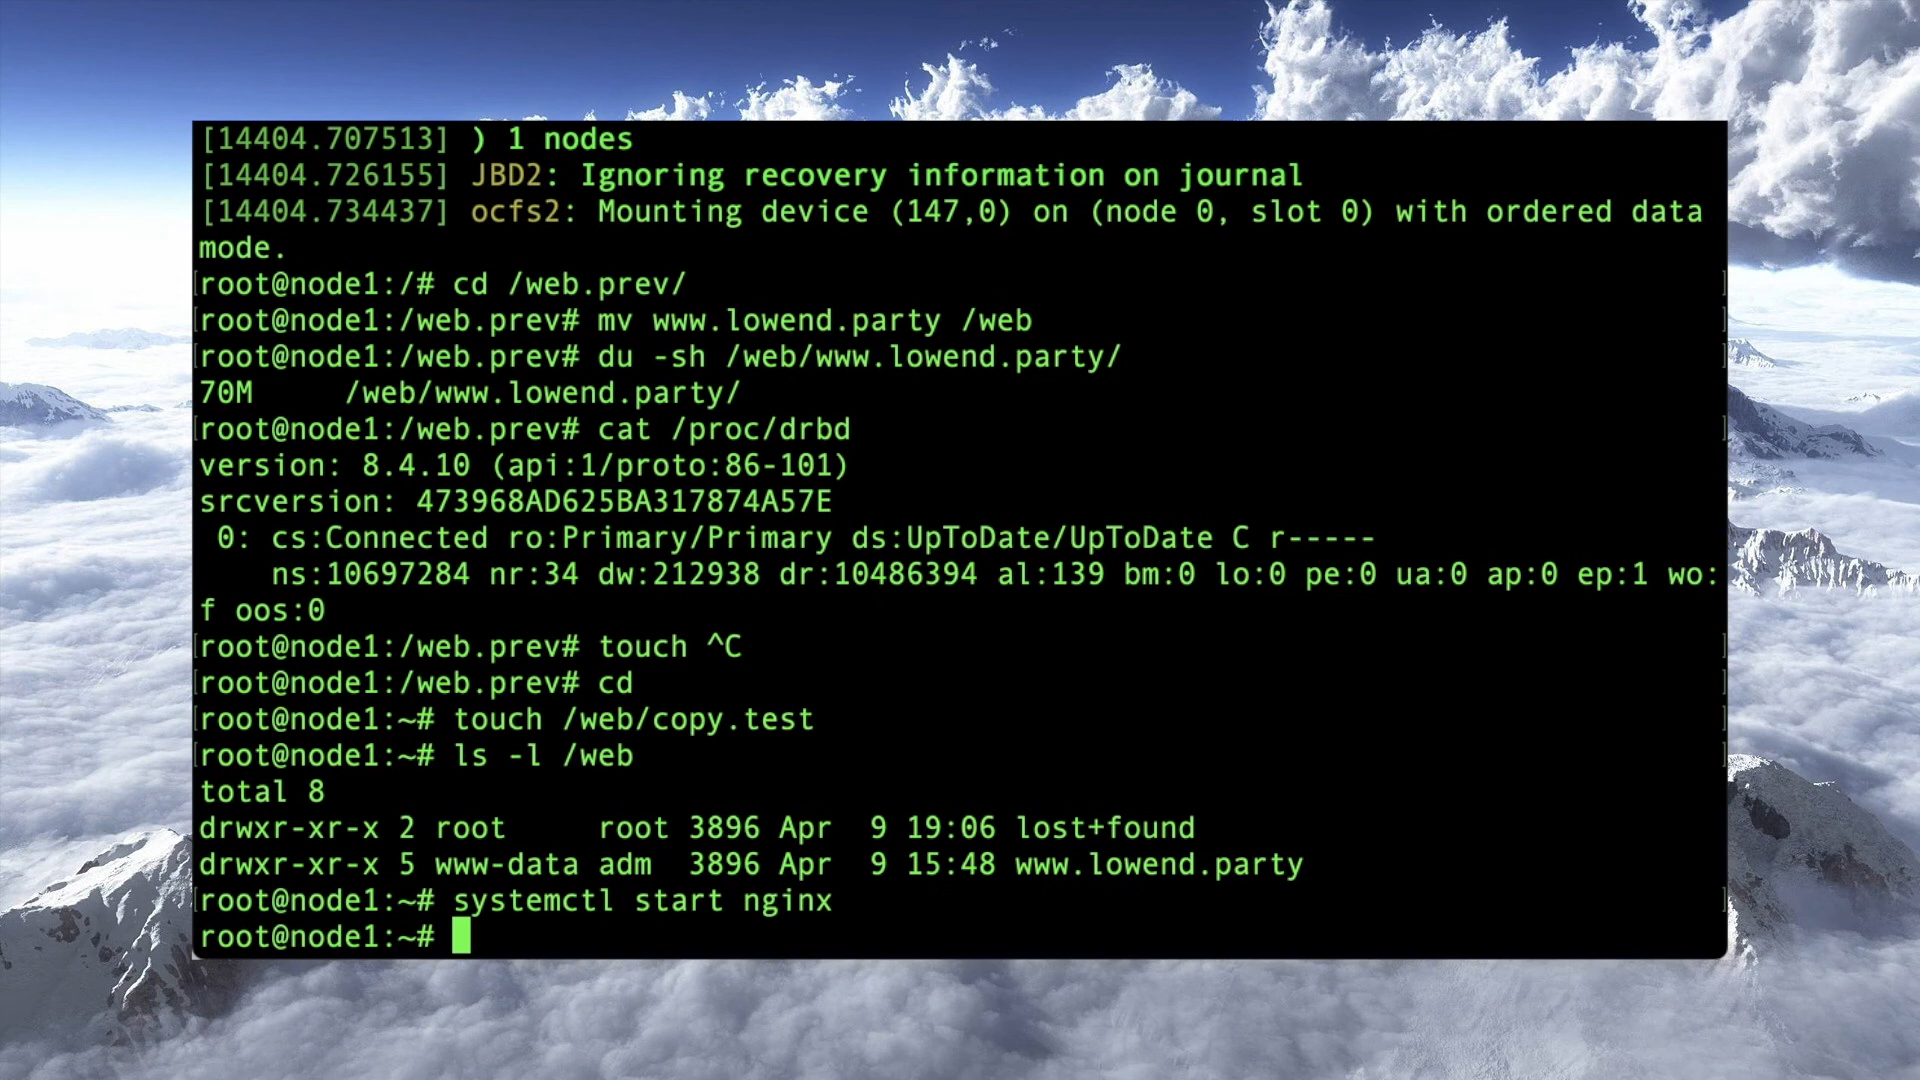 [14404.707513] ) 1 nodes
[14404.726155] JBD2: Ignoring recovery information on journal
[14404.734437] ocfs2: Mounting device (147,0) on (node 0, slot 0) with ordered data
mode.
[root@node1:/# cd /web.prev/ ]
[root@node1:/web.prev# mv www.lowend.party /web ]
[root@node1:/web.prev# du -sh /web/www.lowend.party/ ]
70M     /web/www.lowend.party/
[root@node1:/web.prev# cat /proc/drbd ]
version: 8.4.10 (api:1/proto:86-101)
srcversion: 473968AD625BA317874A57E
 0: cs:Connected ro:Primary/Primary ds:UpToDate/UpToDate C r-----
    ns:10697284 nr:34 dw:212938 dr:10486394 al:139 bm:0 lo:0 pe:0 ua:0 ap:0 ep:1 wo:
f oos:0
[root@node1:/web.prev# touch ^C ]
[root@node1:/web.prev# cd ]
[root@node1:~# touch /web/copy.test ]
[root@node1:~# ls -l /web ]
total 8
drwxr-xr-x 2 root     root 3896 Apr  9 19:06 lost+found
drwxr-xr-x 5 www-data adm  3896 Apr  9 15:48 www.lowend.party
[root@node1:~# systemctl start nginx ]
root@node1:~#